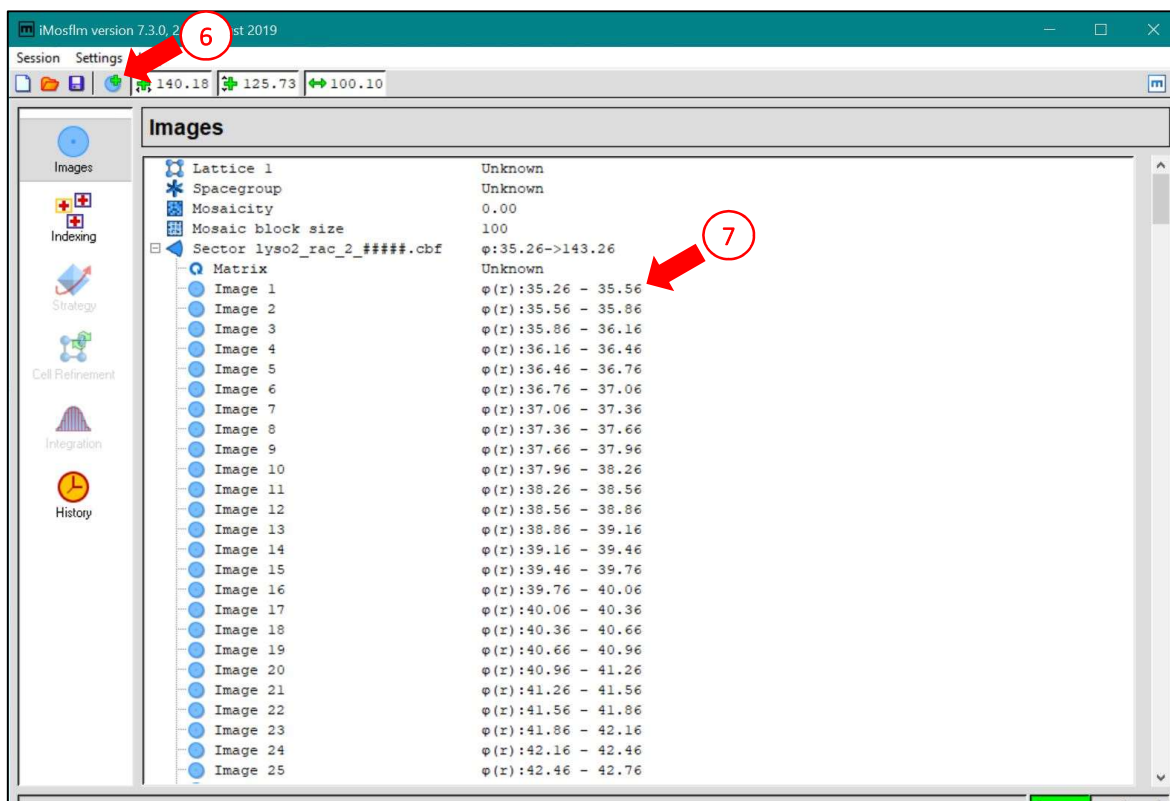 iMosflm version 7.3.0, 2 st 2019
6
Session Settings
140.18 125.73 100.10
m
Images
Images
Indexing
Strategy
Cell Refinement
Integration
History
Lattice 1 Unknown
Spacegroup Unknown
Mosaicity 0.00
Mosaic block size 100
7
Sector lyso2_rac_2_#####.cbf φ:35.26->143.26
Matrix Unknown
Image 1 φ(r):35.26 - 35.56
Image 2 φ(r):35.56 - 35.86
Image 3 φ(r):35.86 - 36.16
Image 4 φ(r):36.16 - 36.46
Image 5 φ(r):36.46 - 36.76
Image 6 φ(r):36.76 - 37.06
Image 7 φ(r):37.06 - 37.36
Image 8 φ(r):37.36 - 37.66
Image 9 φ(r):37.66 - 37.96
Image 10 φ(r):37.96 - 38.26
Image 11 φ(r):38.26 - 38.56
Image 12 φ(r):38.56 - 38.86
Image 13 φ(r):38.86 - 39.16
Image 14 φ(r):39.16 - 39.46
Image 15 φ(r):39.46 - 39.76
Image 16 φ(r):39.76 - 40.06
Image 17 φ(r):40.06 - 40.36
Image 18 φ(r):40.36 - 40.66
Image 19 φ(r):40.66 - 40.96
Image 20 φ(r):40.96 - 41.26
Image 21 φ(r):41.26 - 41.56
Image 22 φ(r):41.56 - 41.86
Image 23 φ(r):41.86 - 42.16
Image 24 φ(r):42.16 - 42.46
Image 25 φ(r):42.46 - 42.76